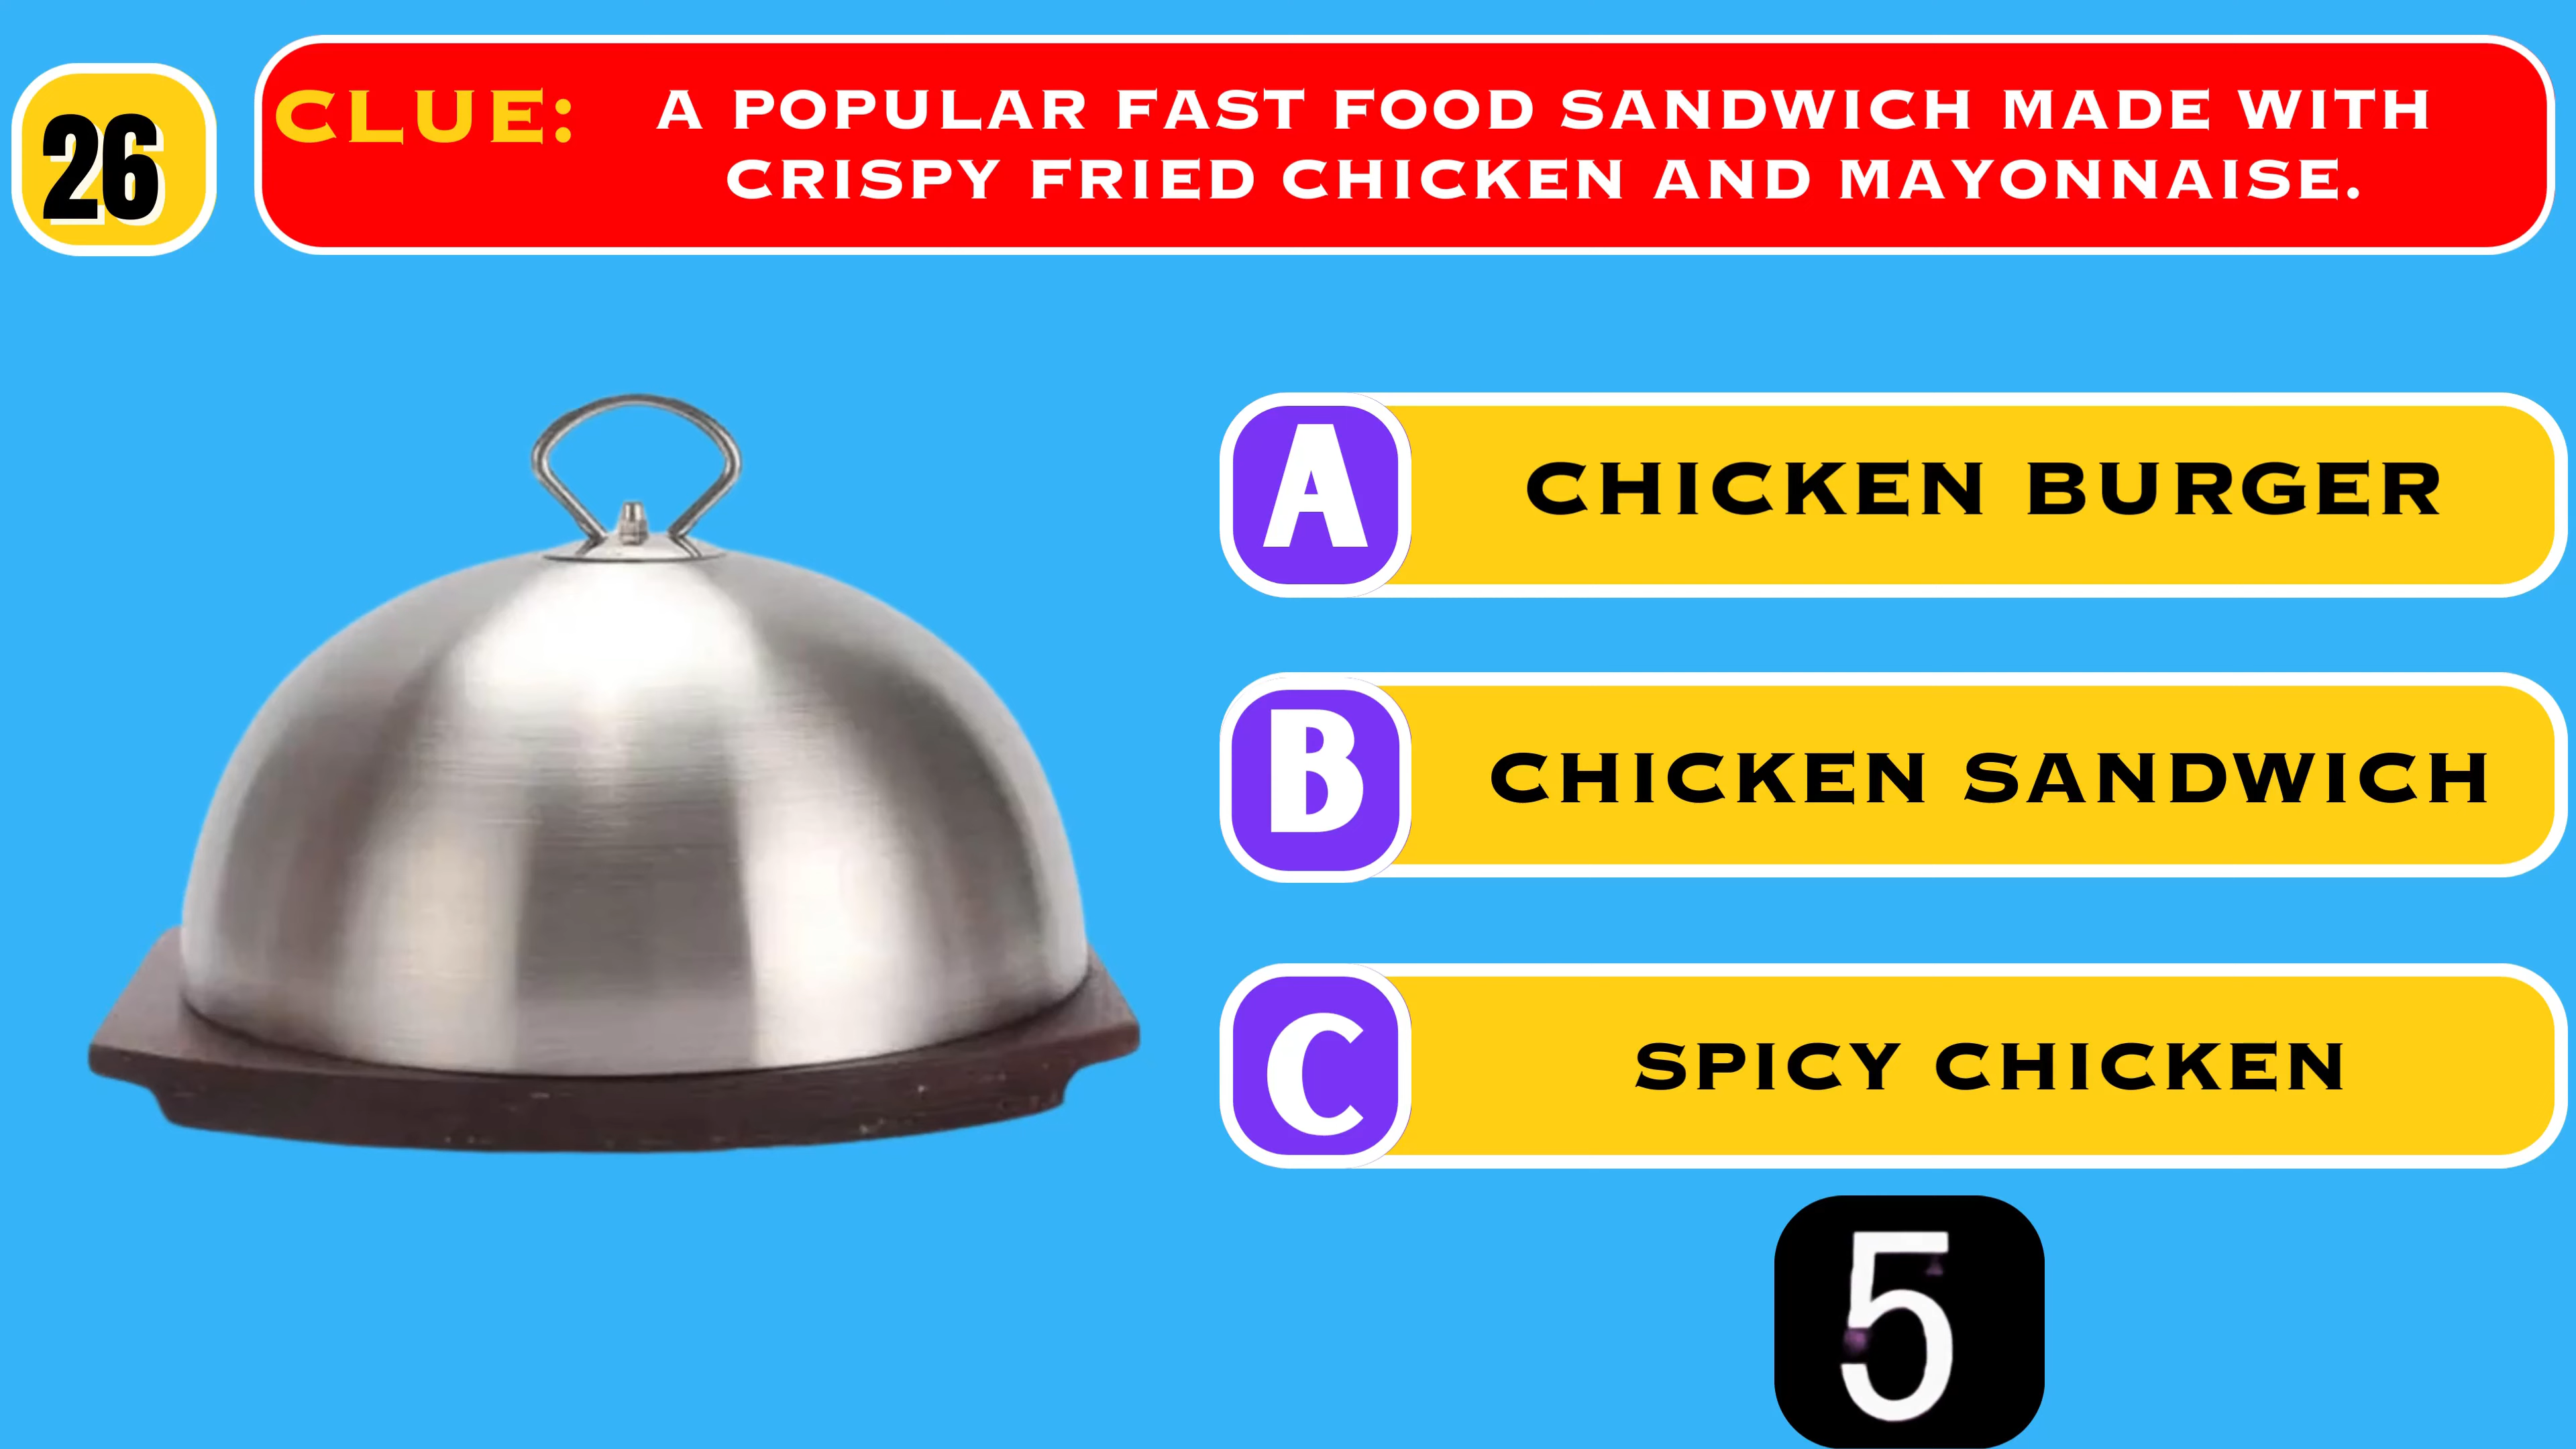 26
CLUE: A POPULAR FAST FOOD SANDWICH MADE WITH
CRISPY FRIED CHICKEN AND MAYONNAISE.
A CHICKEN BURGER
B CHICKEN SANDWICH
C SPICY CHICKEN
5